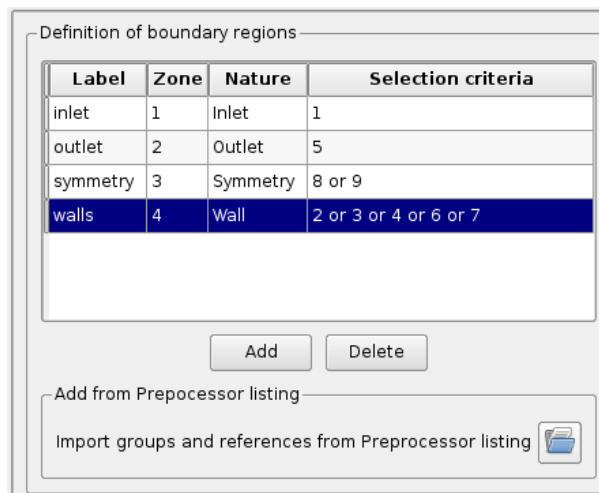 Definition of boundary regions
Label Zone Nature Selection criteria
inlet 1 Inlet 1
outlet 2 Outlet 5
symmetry 3 Symmetry 8 or 9
walls 4 Wall 2 or 3 or 4 or 6 or 7
Add Delete
Add from Prepocessor listing
Import groups and references from Preprocessor listing